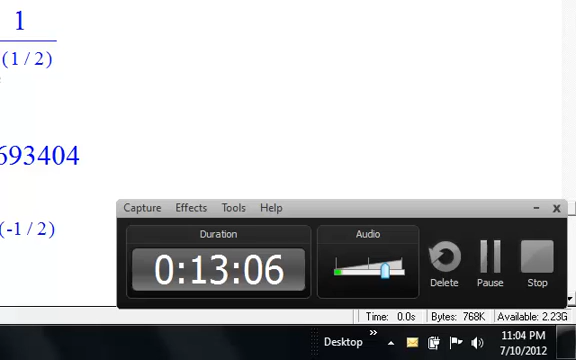 1
(1 / 2)
693404
(-1 / 2)
Capture Effects Tools Help
Duration
Audio
0:13:06
Delete Pause Stop
Time: 0.0s Bytes: 768K Available: 2.23G
Desktop
11:04 PM
7/10/2012